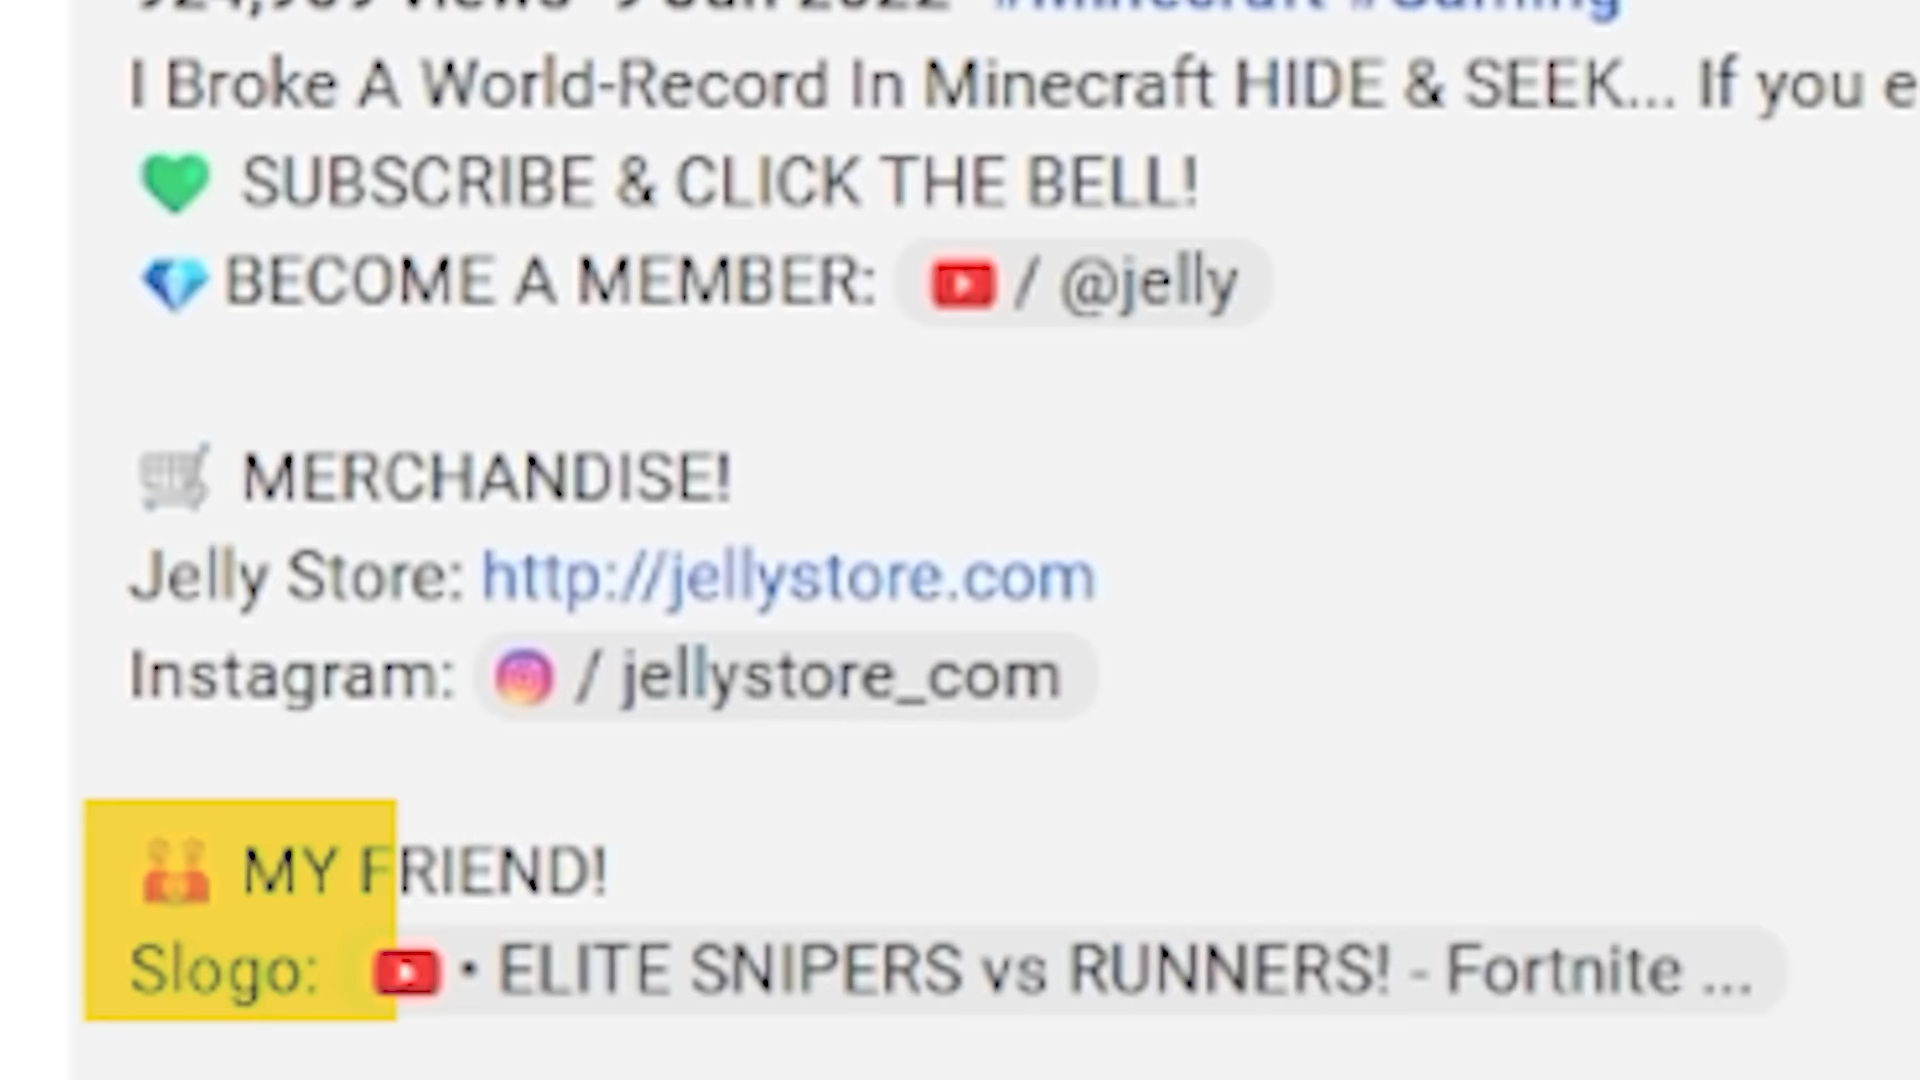 I Broke A World-Record In Minecraft HIDE & SEEK... If you e
SUBSCRIBE & CLICK THE BELL!
BECOME A MEMBER: / @jelly
MERCHANDISE!
Jelly Store: http://jellystore.com
Instagram: / jellystore_com
MY FRIEND!
Slogo: • ELITE SNIPERS vs RUNNERS! - Fortnite ...